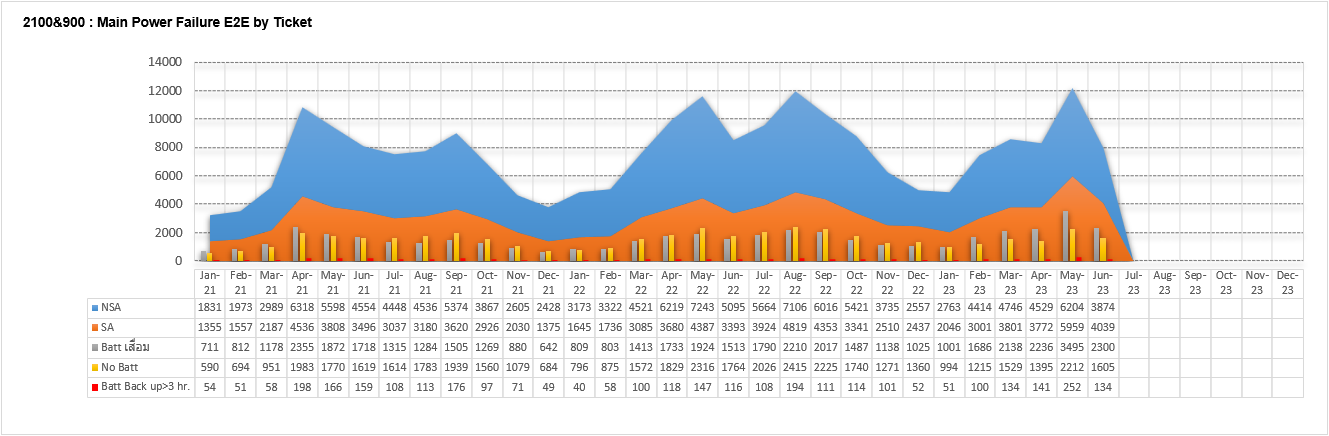 2100&900 : Main Power Failure E2E by Ticket
14000
12000
10000
8000
6000
4000
2000
0
Jan-21 Feb-21 Mar-21 Apr-21 May-21 Jun-21 Jul-21 Aug-21 Sep-21 Oct-21 Nov-21 Dec-21 Jan-22 Feb-22 Mar-22 Apr-22 May-22 Jun-22 Jul-22 Aug-22 Sep-22 Oct-22 Nov-22 Dec-22 Jan-23 Feb-23 Mar-23 Apr-23 May-23 Jun-23 Jul-23 Aug-23 Sep-23 Oct-23 Nov-23 Dec-23
NSA 1831 1973 2989 6318 5598 4554 4448 4536 5374 3867 2605 2428 3173 3322 4521 6219 7243 5095 5664 7106 6016 5421 3735 2557 2763 4414 4746 4529 6204 3874
SA 1355 1557 2187 4536 3808 3496 3037 3180 3620 2926 2030 1375 1645 1736 3085 3680 4387 3393 3924 4819 4353 3341 2510 2437 2046 3001 3801 3772 5959 4039
Batt เสื่อม 711 812 1178 2355 1872 1718 1315 1284 1505 1269 880 642 809 803 1413 1733 1924 1513 1790 2210 2017 1487 1138 1025 1001 1686 2138 2236 3495 2300
No Batt 590 694 951 1983 1770 1619 1614 1783 1939 1560 1079 684 796 875 1572 1829 2316 1764 2026 2415 2225 1740 1271 1360 994 1215 1529 1395 2212 1605
Batt Back up>3 hr. 54 51 58 198 166 159 108 113 176 97 71 49 40 58 100 118 147 116 108 194 111 114 101 52 51 100 134 141 252 134